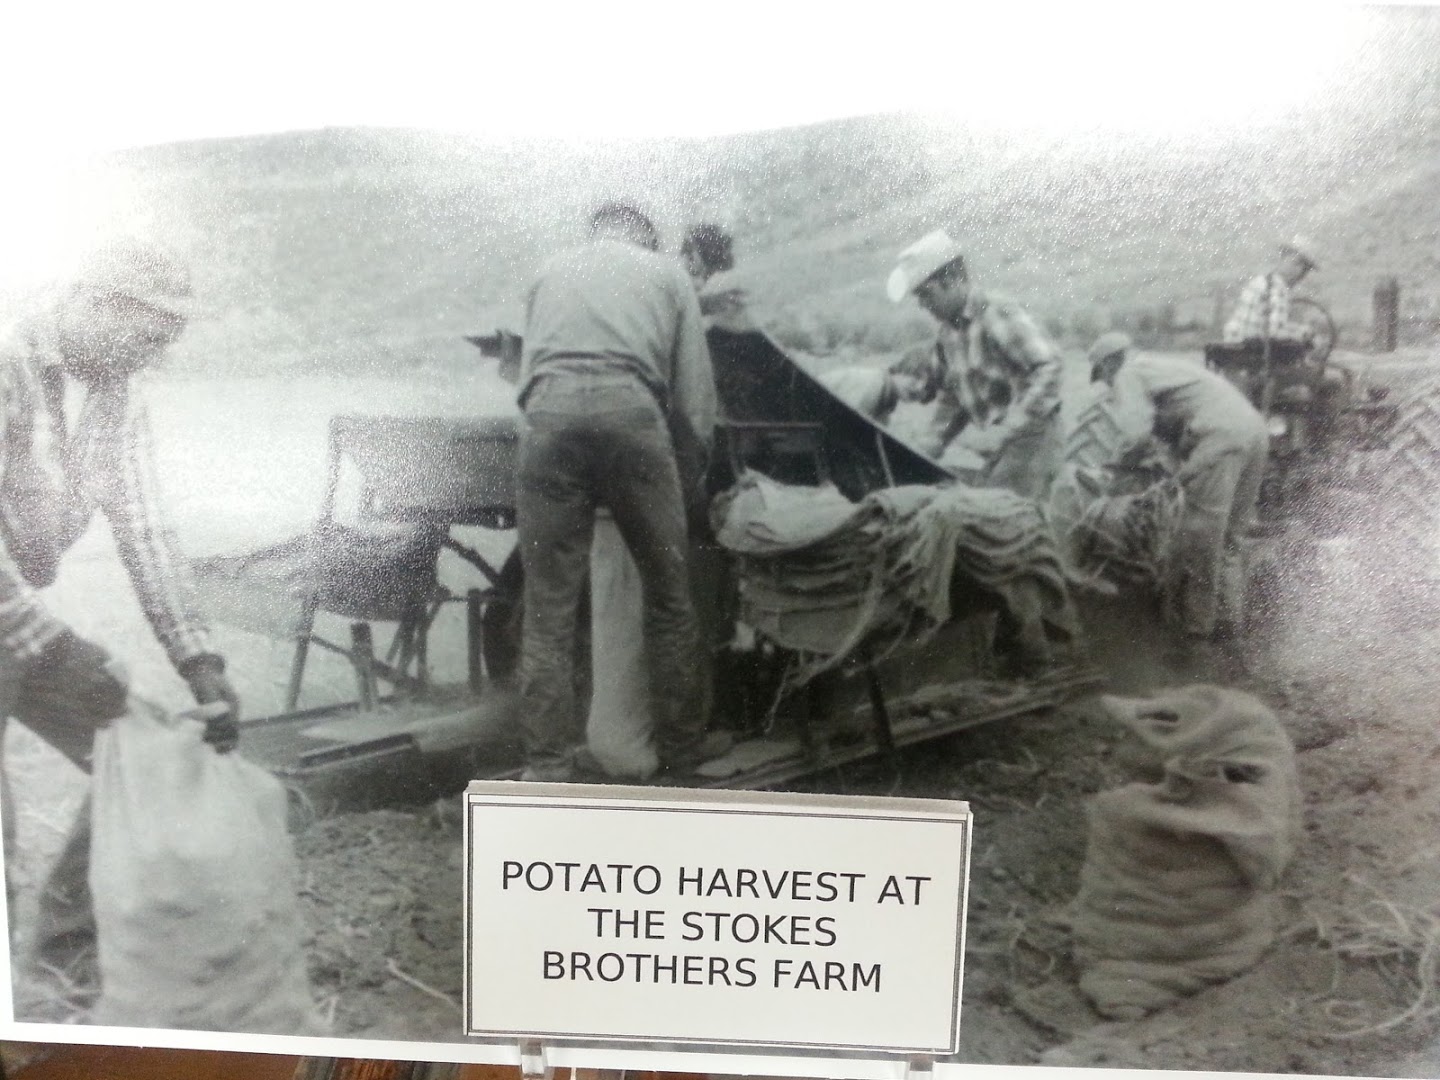 POTATO HARVEST AT
THE STOKES
BROTHERS FARM